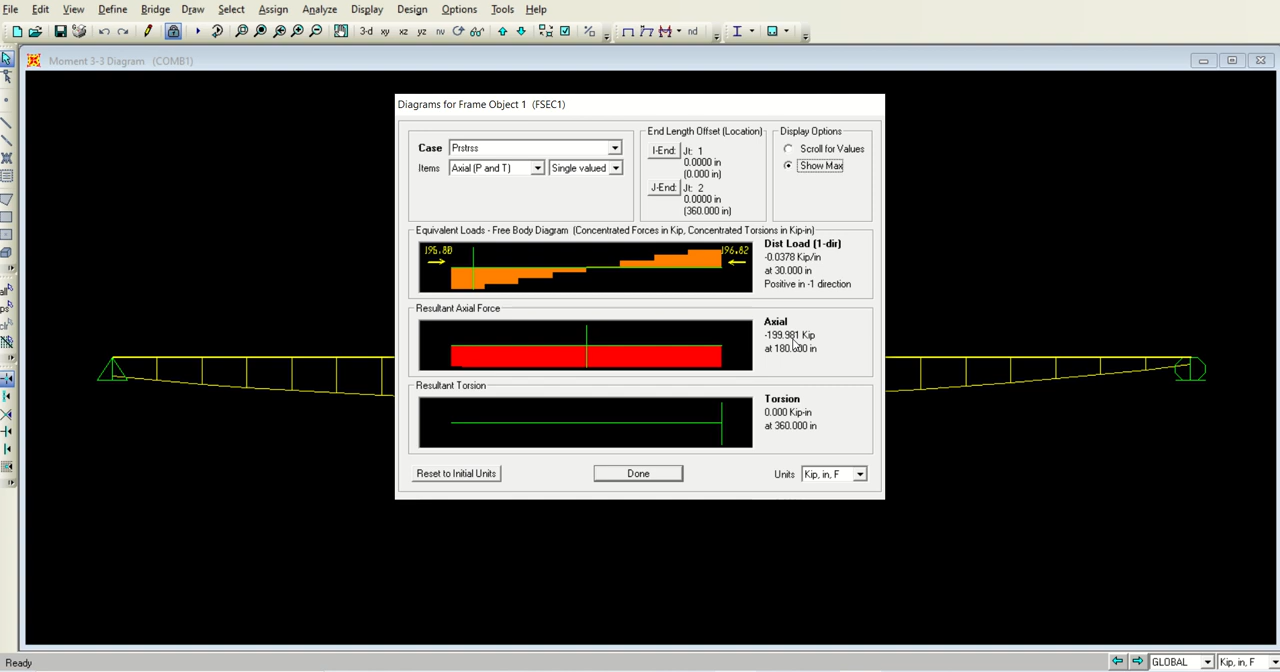 File Edit View Define Bridge Draw Select Assign Analyze Display Design Options Tools Help
3-d xy xz yz nv nd
Moment 3-3 Diagram (COMB1)
Diagrams for Frame Object 1 (FSEC1)
Case Prstrss
Items Axial (P and T) Single valued
End Length Offset (Location)
I-End: Jt: 1
0.0000 in
(0.000 in)
J-End: Jt: 2
0.0000 in
(360.000 in)
Display Options
Scroll for Values
Show Max
Equivalent Loads - Free Body Diagram (Concentrated Forces in Kip, Concentrated Torsions in Kip-in)
195.80 196.82
Dist Load (1-dir)
-0.0378 Kip/in
at 30.000 in
Positive in -1 direction
Resultant Axial Force
Axial
-199.981 Kip
at 180.000 in
Resultant Torsion
Torsion
0.000 Kip-in
at 360.000 in
Reset to Initial Units Done Units Kip, in, F
all
ps
clr
Ready GLOBAL Kip, in, F